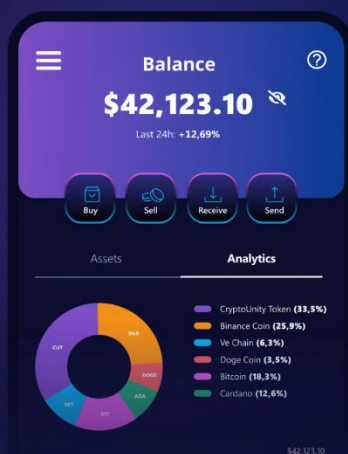 Balance
$42,123.10
Last 24h: +12,69%
Buy
Sell
Receive
Send
Assets
Analytics
CUT
BNB
DOGE
ADA
BTC
VET
CryptoUnity Token (33,5%)
Binance Coin (25,9%)
Ve Chain (6,3%)
Doge Coin (3,5%)
Bitcoin (18,3%)
Cardano (12,6%)
$42,123.10